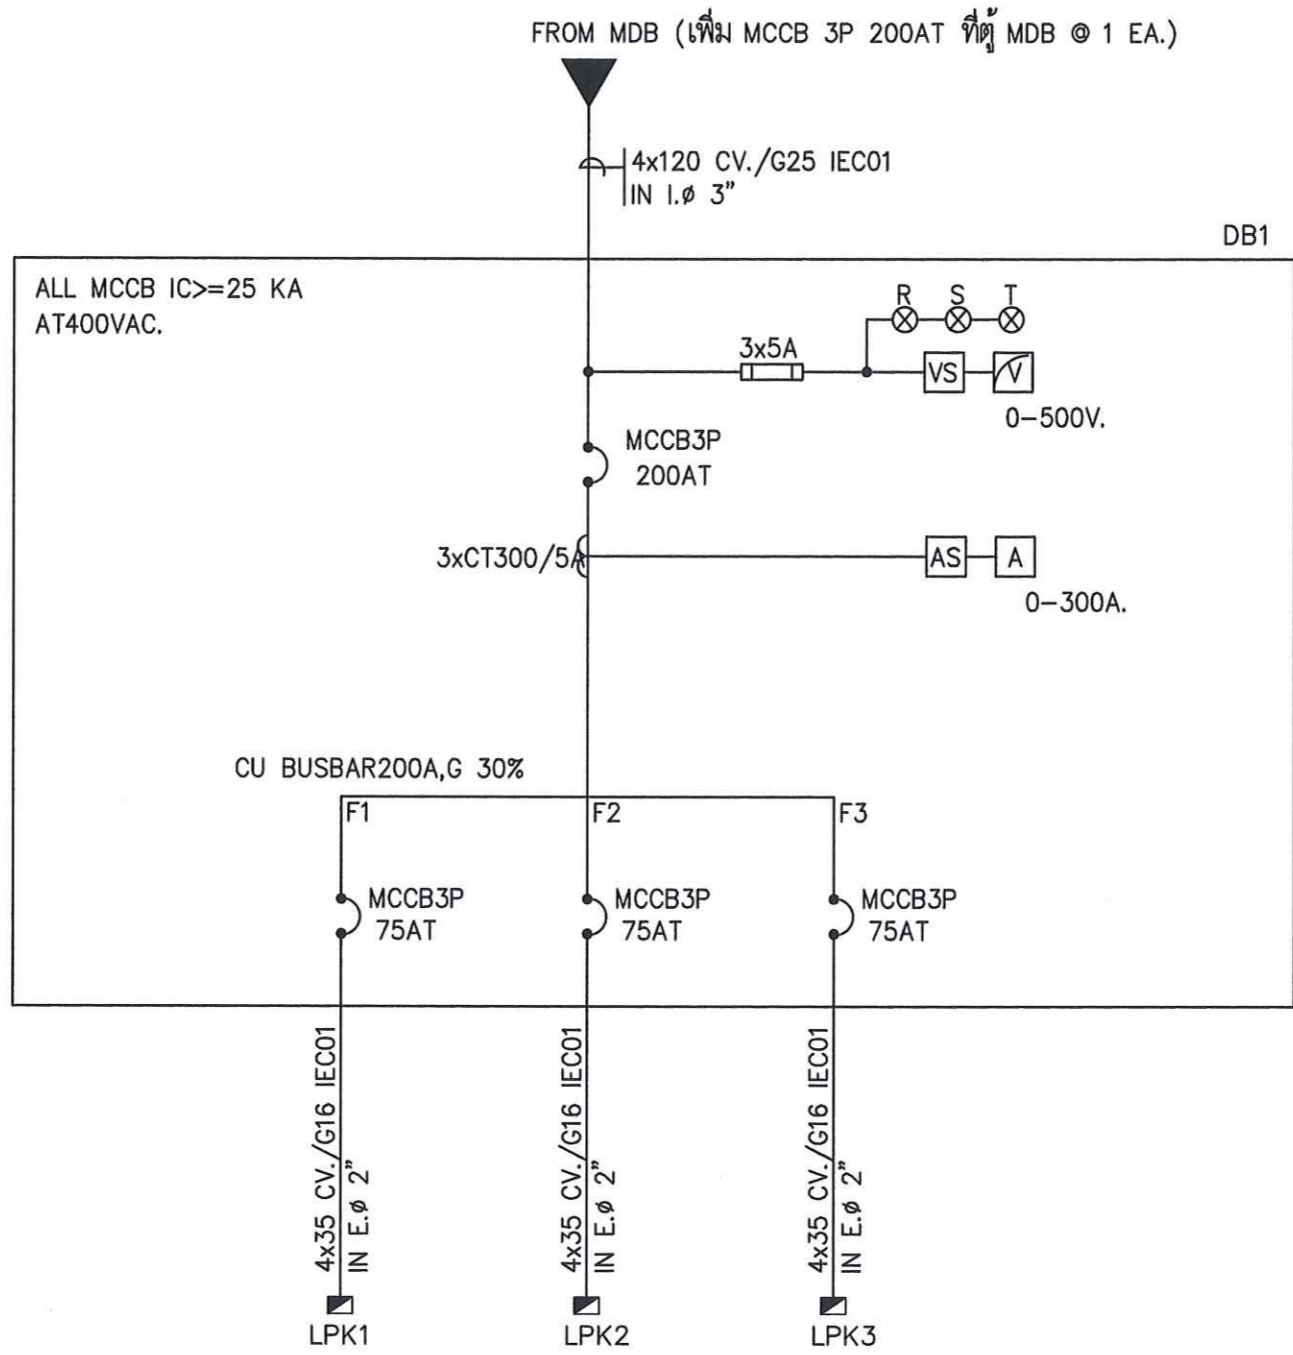 FROM MDB (เพิ่ม MCCB 3P 200AT ที่ตู้ MDB @ 1 EA.)
4x120 CV./G25 IEC01
IN I.ø 3"
DB1
ALL MCCB IC>=25 KA
AT400VAC.
R S T
3x5A
VS V
0-500V.
MCCB3P
200AT
3xCT300/5A
AS A
0-300A.
CU BUSBAR200A,G 30%
F1 F2 F3
MCCB3P
75AT
MCCB3P
75AT
MCCB3P
75AT
4x35 CV./G16 IEC01
IN E.ø 2"
4x35 CV./G16 IEC01
IN E.ø 2"
4x35 CV./G16 IEC01
IN E.ø 2"
LPK1 LPK2 LPK3